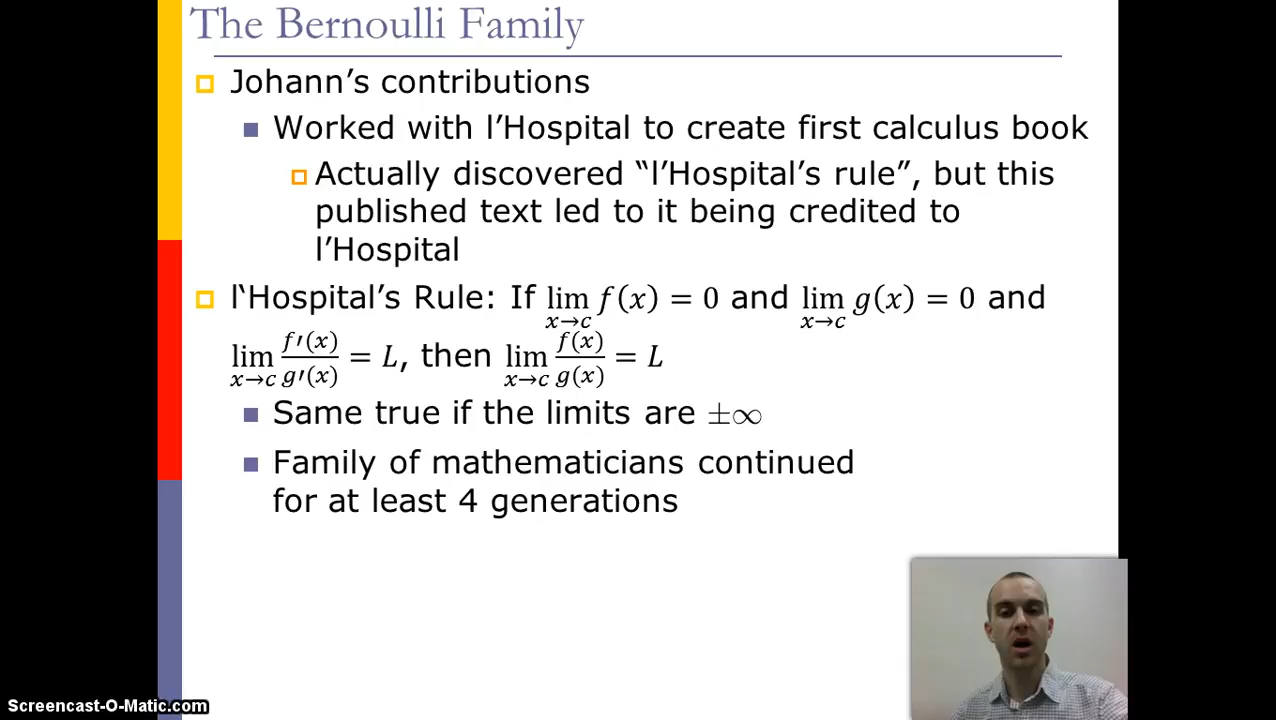 The Bernoulli Family
Johann’s contributions
Worked with l’Hospital to create first calculus book
Actually discovered “l’Hospital’s rule”, but this
published text led to it being credited to
l’Hospital
l‘Hospital’s Rule: If lim x→c f(x) = 0 and lim x→c g(x) = 0 and
lim x→c f′(x)/g′(x) = L, then lim x→c f(x)/g(x) = L
Same true if the limits are ±∞
Family of mathematicians continued
for at least 4 generations
Screencast-O-Matic.com